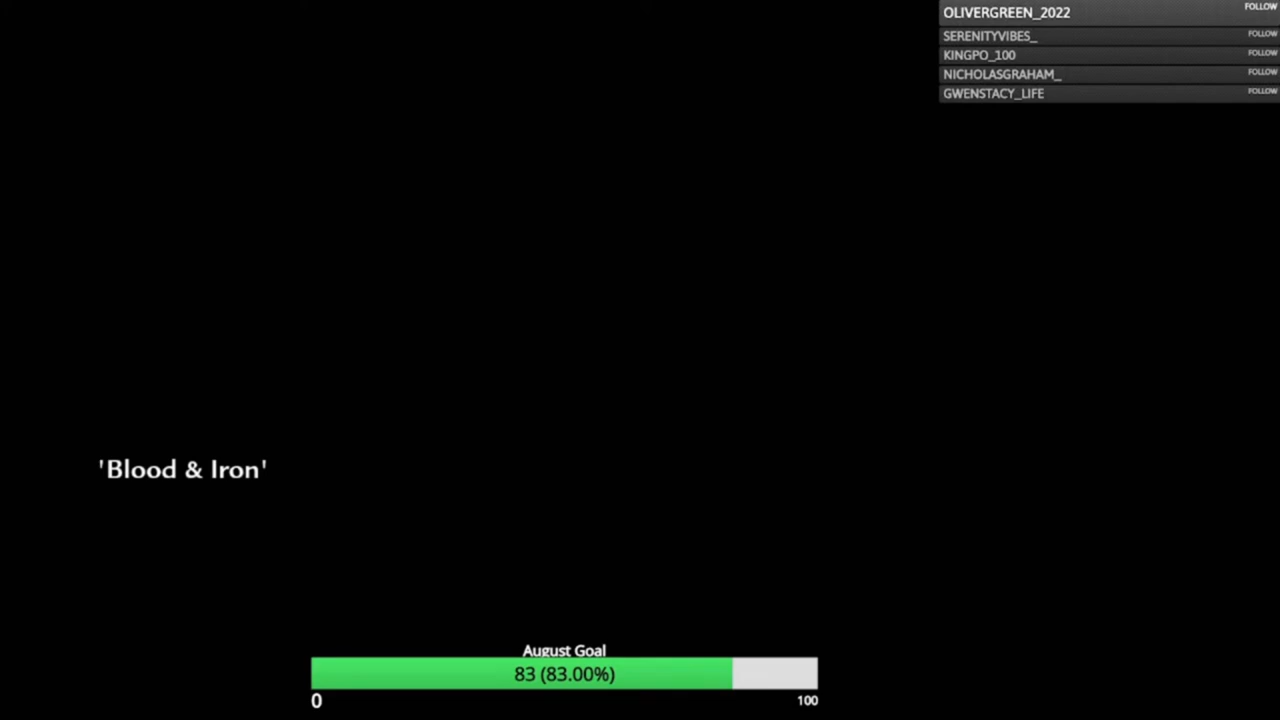 OLIVERGREEN_2022 FOLLOW
SERENITYVIBES_ FOLLOW
KINGPO_100 FOLLOW
NICHOLASGRAHAM_ FOLLOW
GWENSTACY_LIFE FOLLOW
'Blood & Iron'
August Goal
83 (83.00%)
0 100